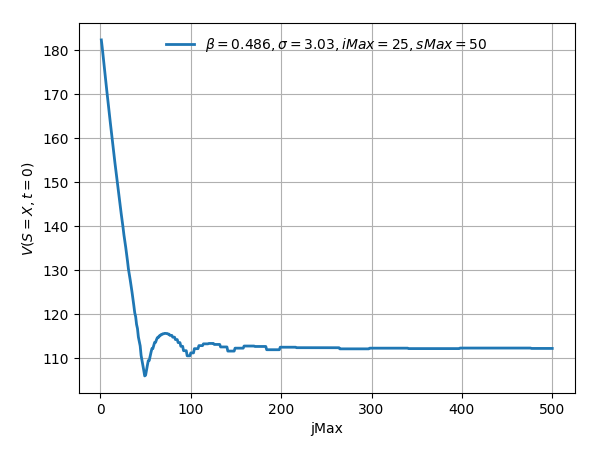 β = 0.486, σ = 3.03, iMax = 25, sMax = 50
V(S = X, t = 0)
180
170
160
150
140
130
120
110
0 100 200 300 400 500
jMax